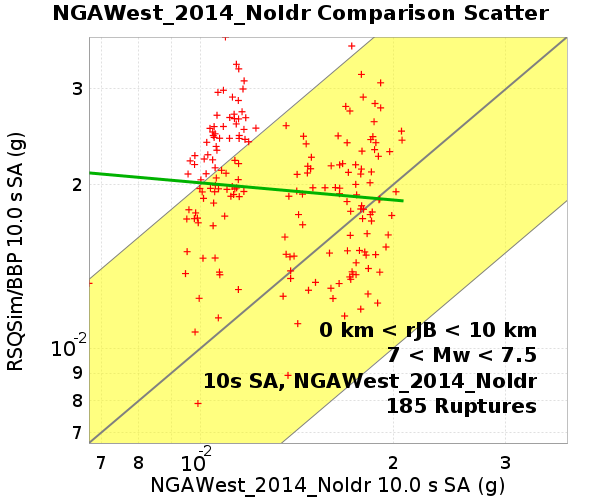 NGAWest_2014_NoIdr Comparison Scatter
RSQSim/BBP 10.0 s SA (g)
3
2
10-2
9
8
7
0 km < rJB < 10 km
7 < Mw < 7.5
10s SA, NGAWest_2014_NoIdr
185 Ruptures
7 8 10-2 2 3
NGAWest_2014_NoIdr 10.0 s SA (g)